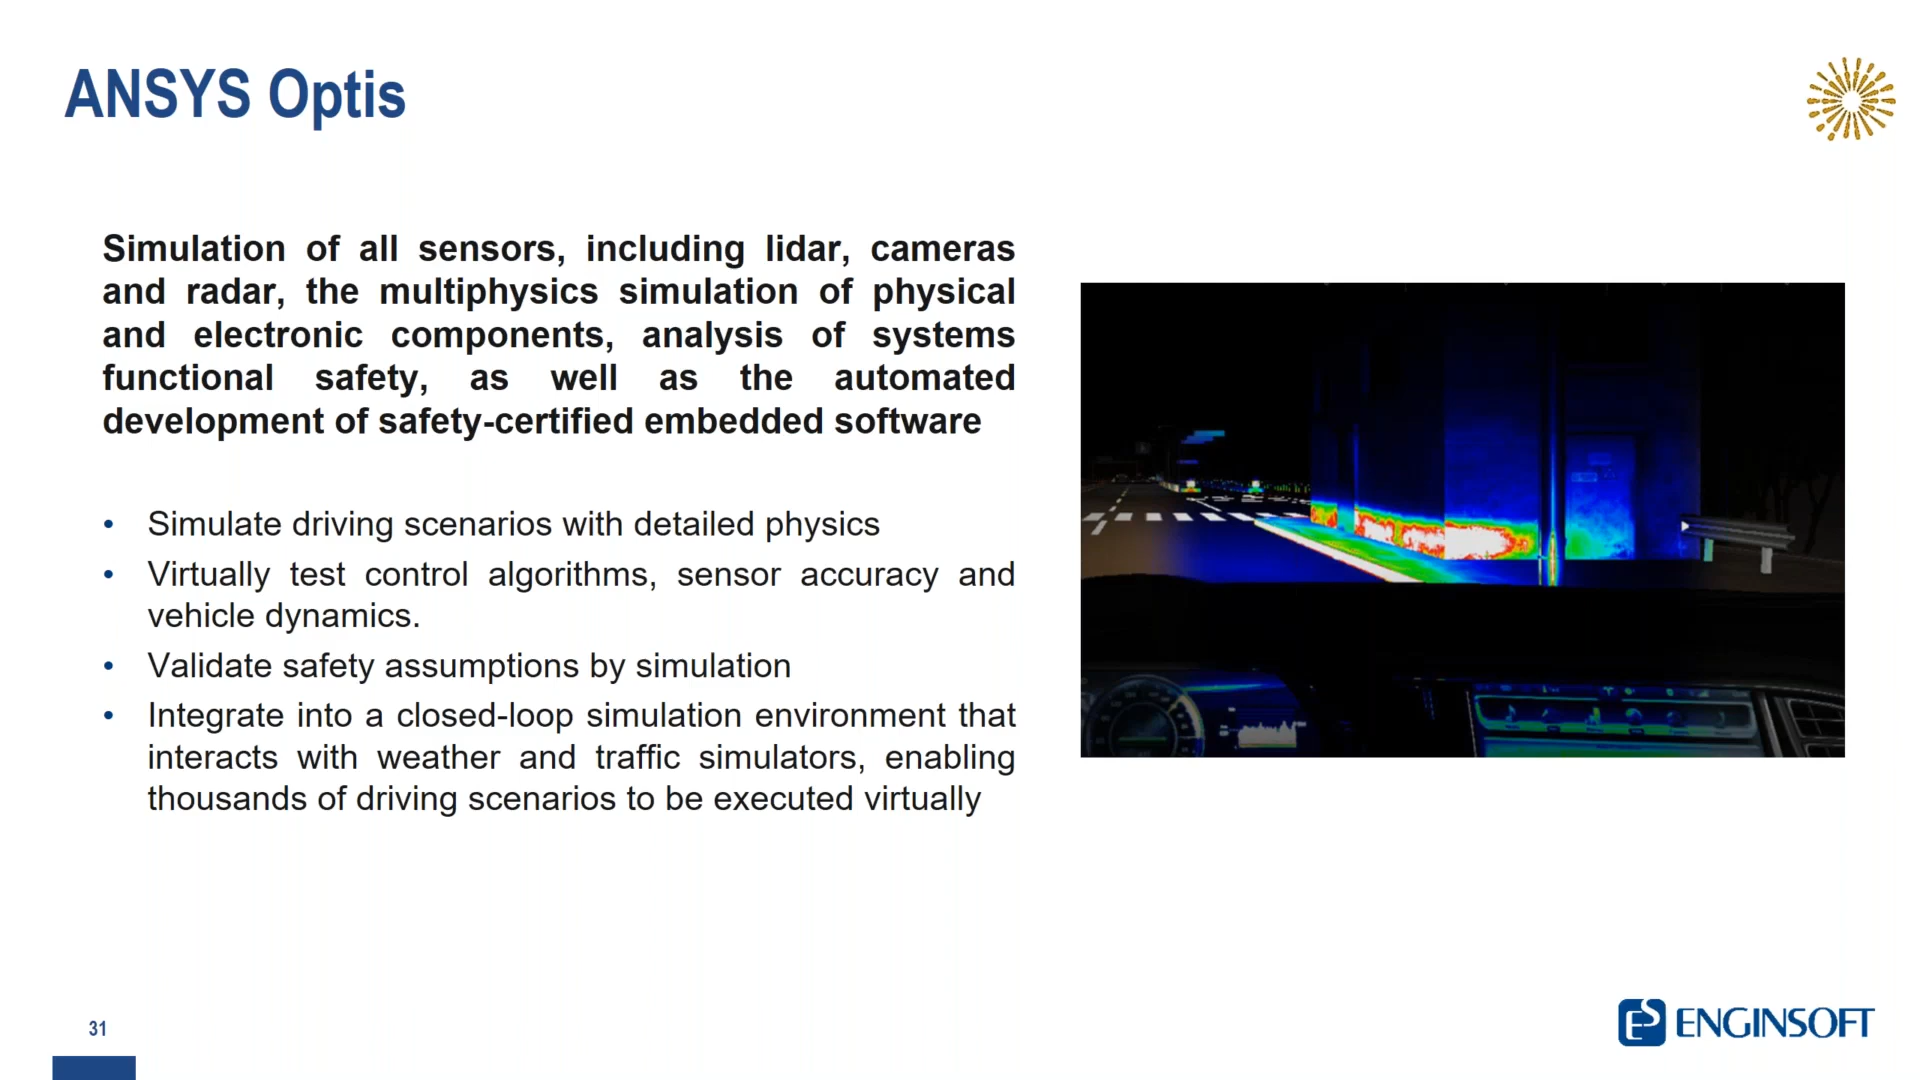 ANSYS Optis
Simulation of all sensors, including lidar, cameras
and radar, the multiphysics simulation of physical
and electronic components, analysis of systems
functional safety, as well as the automated
development of safety-certified embedded software
• Simulate driving scenarios with detailed physics
• Virtually test control algorithms, sensor accuracy and
vehicle dynamics.
• Validate safety assumptions by simulation
• Integrate into a closed-loop simulation environment that
interacts with weather and traffic simulators, enabling
thousands of driving scenarios to be executed virtually
31
ES ENGINSOFT